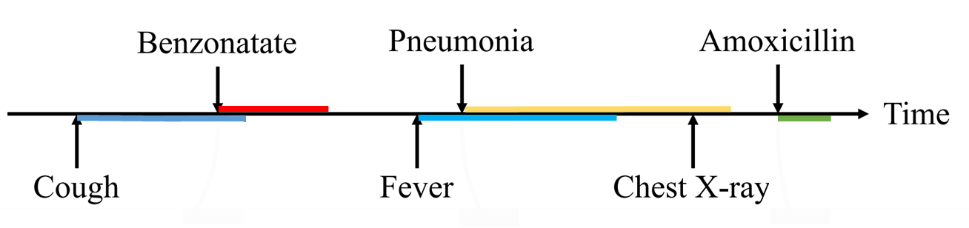 Benzonatate
Pneumonia
Amoxicillin
Time
Cough
Fever
Chest X-ray